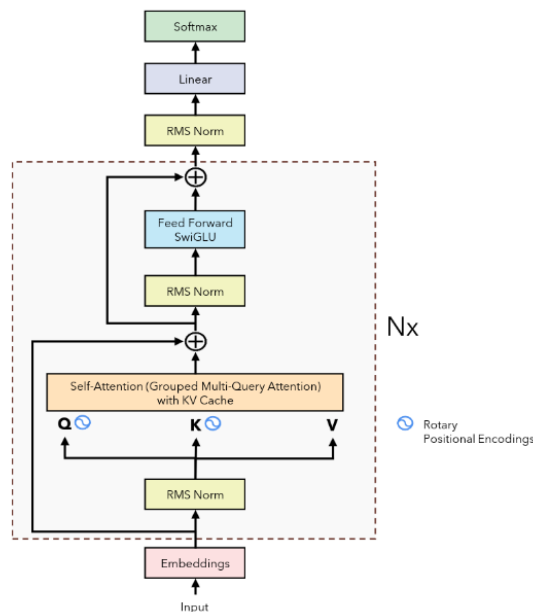 Softmax
Linear
RMS Norm
Feed Forward
SwiGLU
RMS Norm
Nx
Self-Attention (Grouped Multi-Query Attention)
with KV Cache
Q K V
Rotary
Positional Encodings
RMS Norm
Embeddings
Input